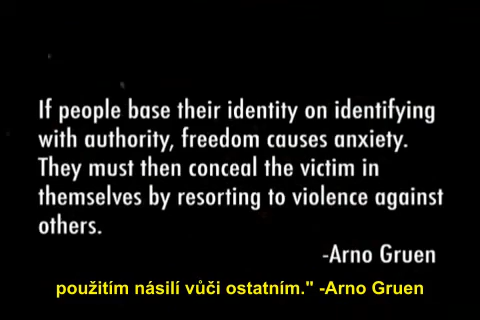 If people base their identity on identifying
with authority, freedom causes anxiety.
They must then conceal the victim in
themselves by resorting to violence against
others.
-Arno Gruen
použitím násilí vůči ostatním." -Arno Gruen